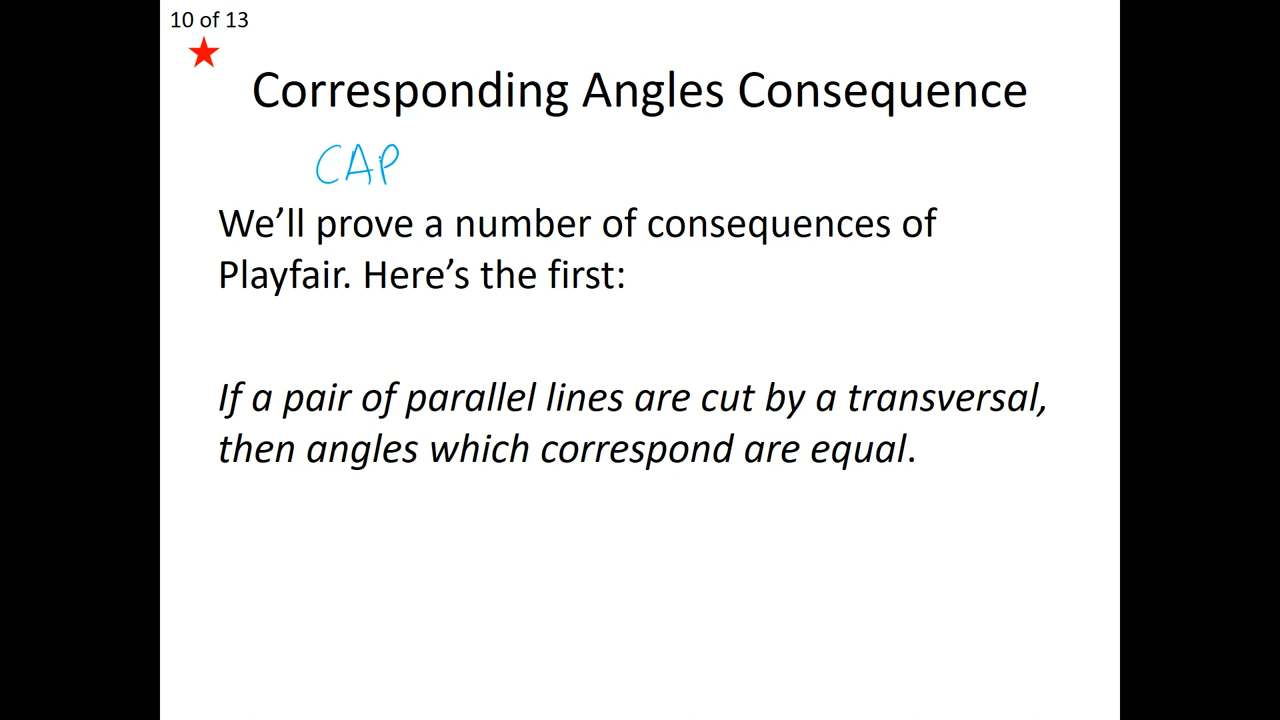 10 of 13
Corresponding Angles Consequence
CAP
We’ll prove a number of consequences of
Playfair. Here’s the first:
If a pair of parallel lines are cut by a transversal,
then angles which correspond are equal.